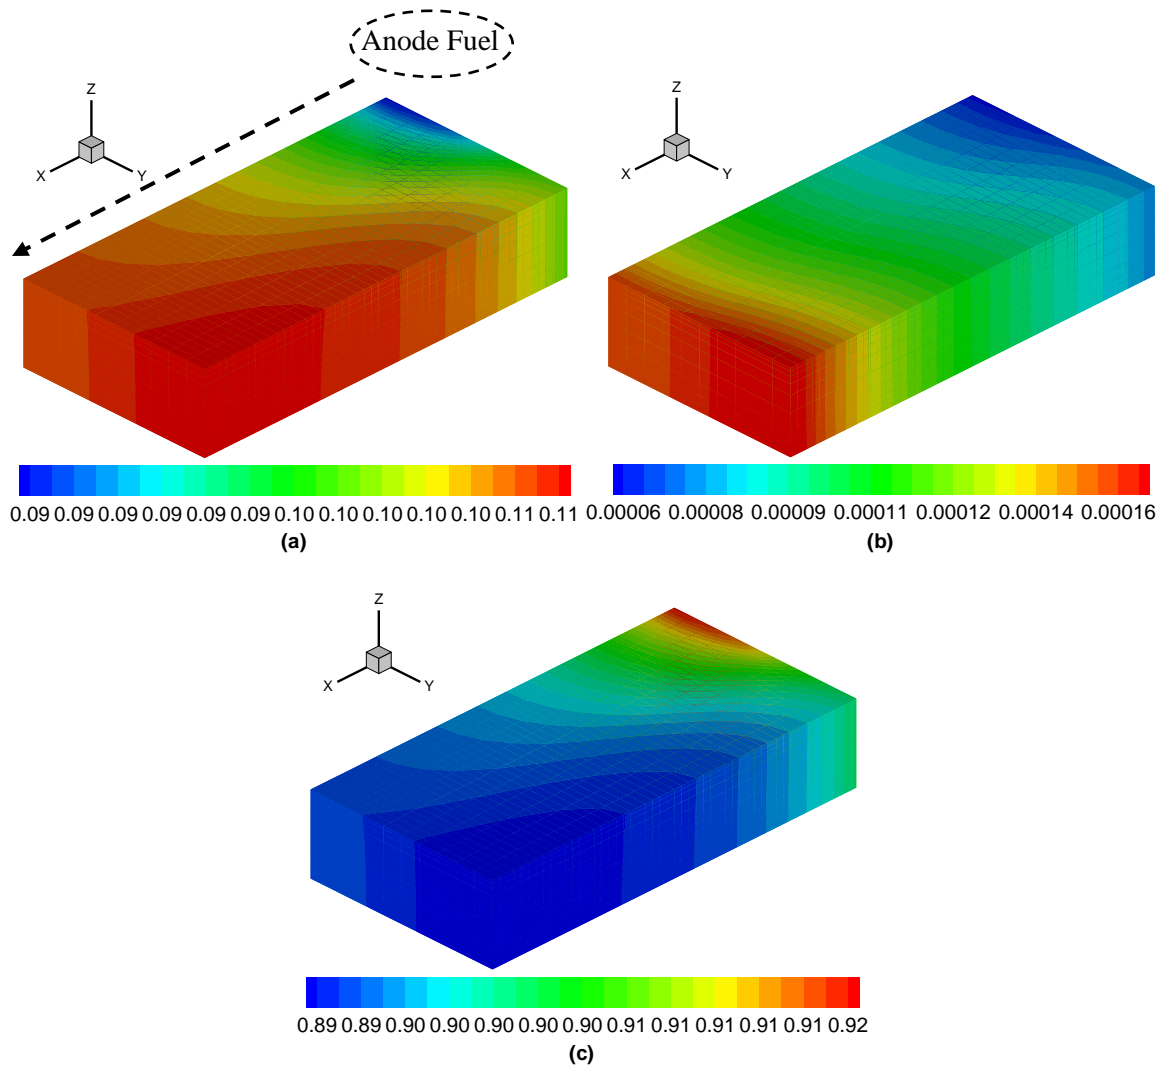 Anode Fuel
Z
X
Y
0.09 0.09 0.09 0.09 0.09 0.09 0.10 0.10 0.10 0.10 0.10 0.11 0.11
(a)
Z
X
Y
0.00006 0.00008 0.00009 0.00011 0.00012 0.00014 0.00016
(b)
Z
X
Y
0.89 0.89 0.90 0.90 0.90 0.90 0.90 0.91 0.91 0.91 0.91 0.91 0.92
(c)